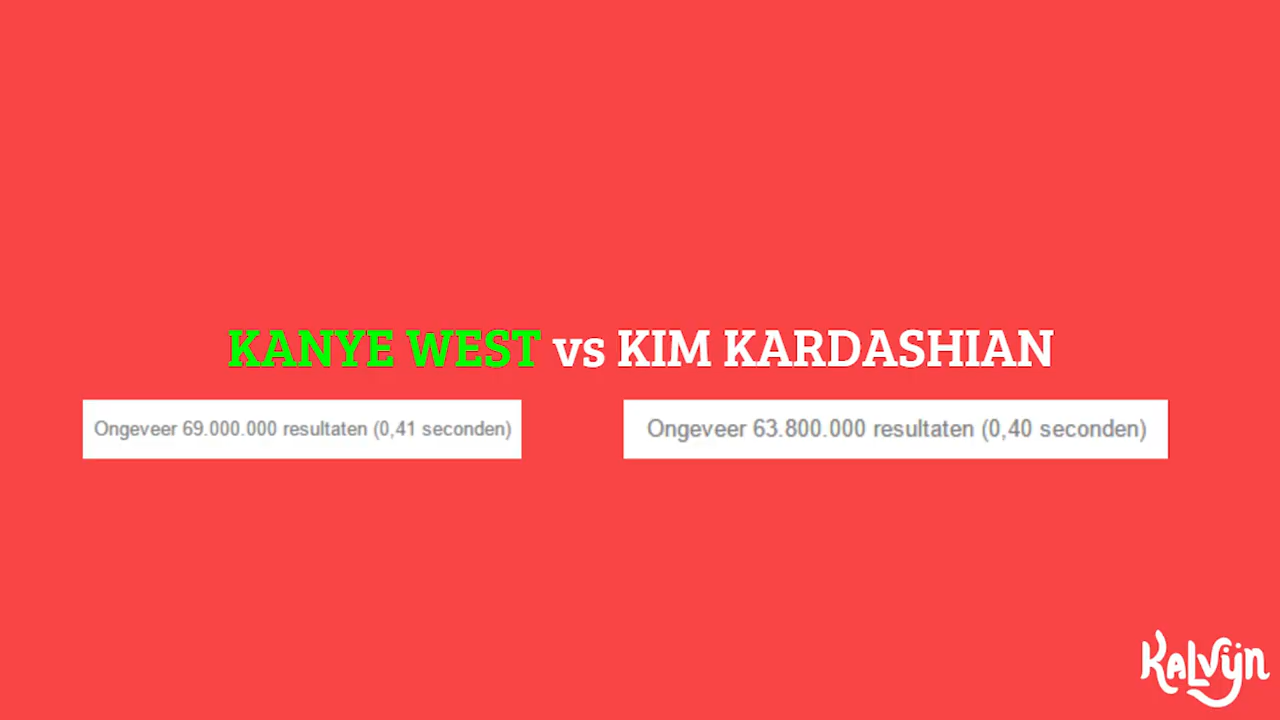 KANYE WEST vs KIM KARDASHIAN
Ongeveer 69.000.000 resultaten (0,41 seconden)
Ongeveer 63.800.000 resultaten (0,40 seconden)
Kalvijn